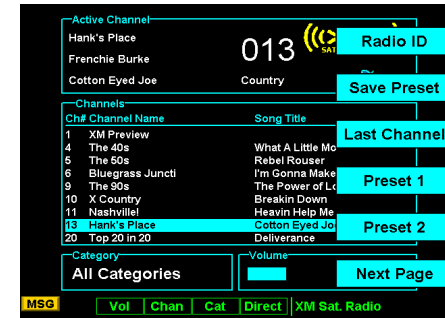 Active Channel
Hank's Place
Frenchie Burke
Cotton Eyed Joe
013
SAT
Country
Radio ID
Save Preset
Last Channel
Preset 1
Preset 2
Next Page
Channels
Ch# Channel Name Song Title
1 XM Preview
4 The 40s What A Little Mo
5 The 50s Rebel Rouser
6 Bluegrass Juncti I'm Gonna Make
9 The 90s The Power of Lo
10 X Country Breakin Down
11 Nashville! Heavin Help Me
13 Hank's Place Cotton Eyed Joe
20 Top 20 in 20 Deliverance
Category
All Categories
Volume
MSG Vol Chan Cat Direct XM Sat. Radio